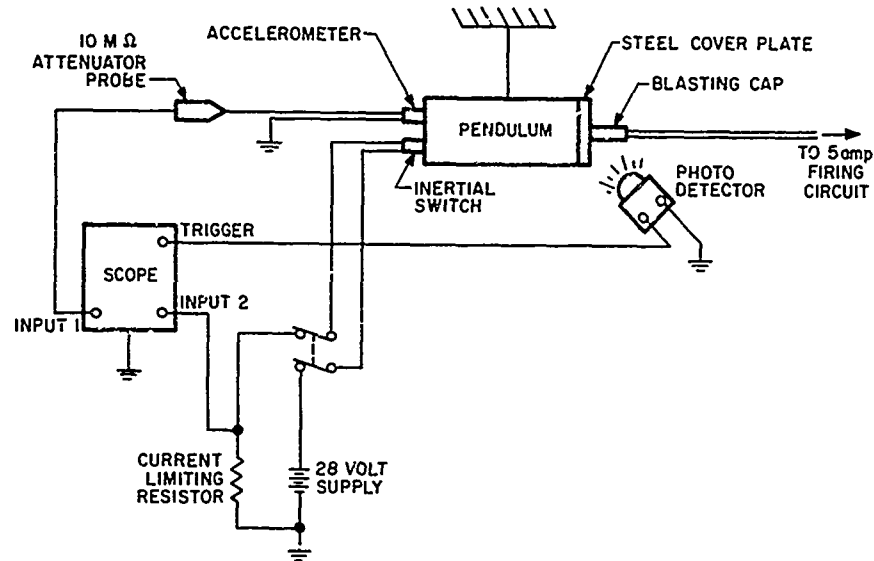 10 M Ω
ATTENUATOR
PROBE
ACCELEROMETER
STEEL COVER PLATE
BLASTING CAP
PENDULUM
TO 5 amp
FIRING
CIRCUIT
INERTIAL
SWITCH
PHOTO
DETECTOR
TRIGGER
SCOPE
INPUT 2
INPUT 1
CURRENT
LIMITING
RESISTOR
28 VOLT
SUPPLY